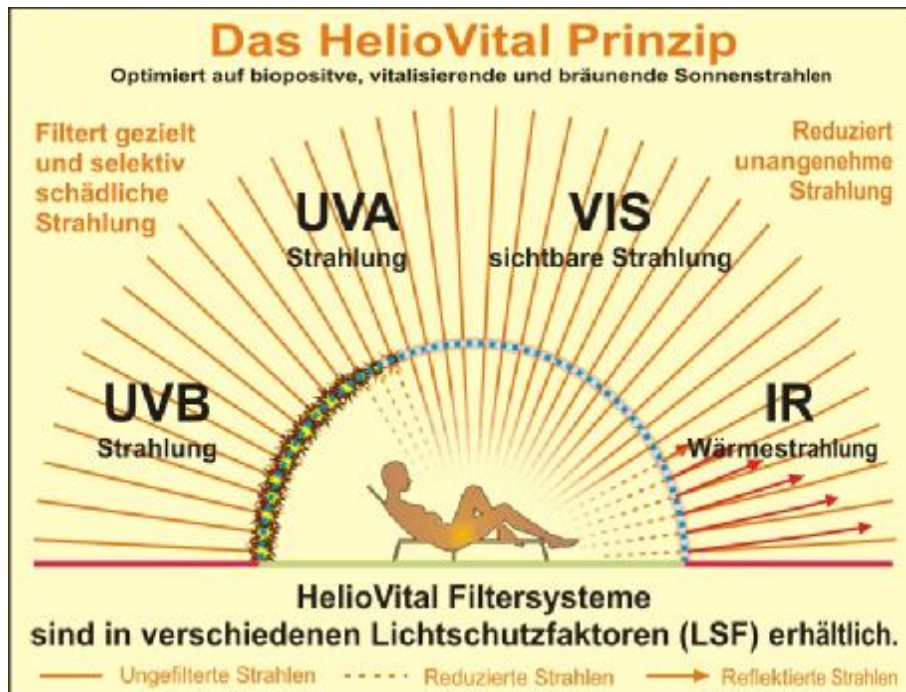 Das HelioVital Prinzip
Optimiert auf biopositve, vitalisierende und bräunende Sonnenstrahlen
Filtert gezielt
und selektiv
schädliche
Strahlung
Reduziert
unangenehme
Strahlung
UVA
Strahlung
VIS
sichtbare Strahlung
UVB
Strahlung
IR
Wärmestrahlung
HelioVital Filtersysteme
sind in verschiedenen Lichtschutzfaktoren (LSF) erhältlich.
Ungefilterte Strahlen
Reduzierte Strahlen
Reflektierte Strahlen